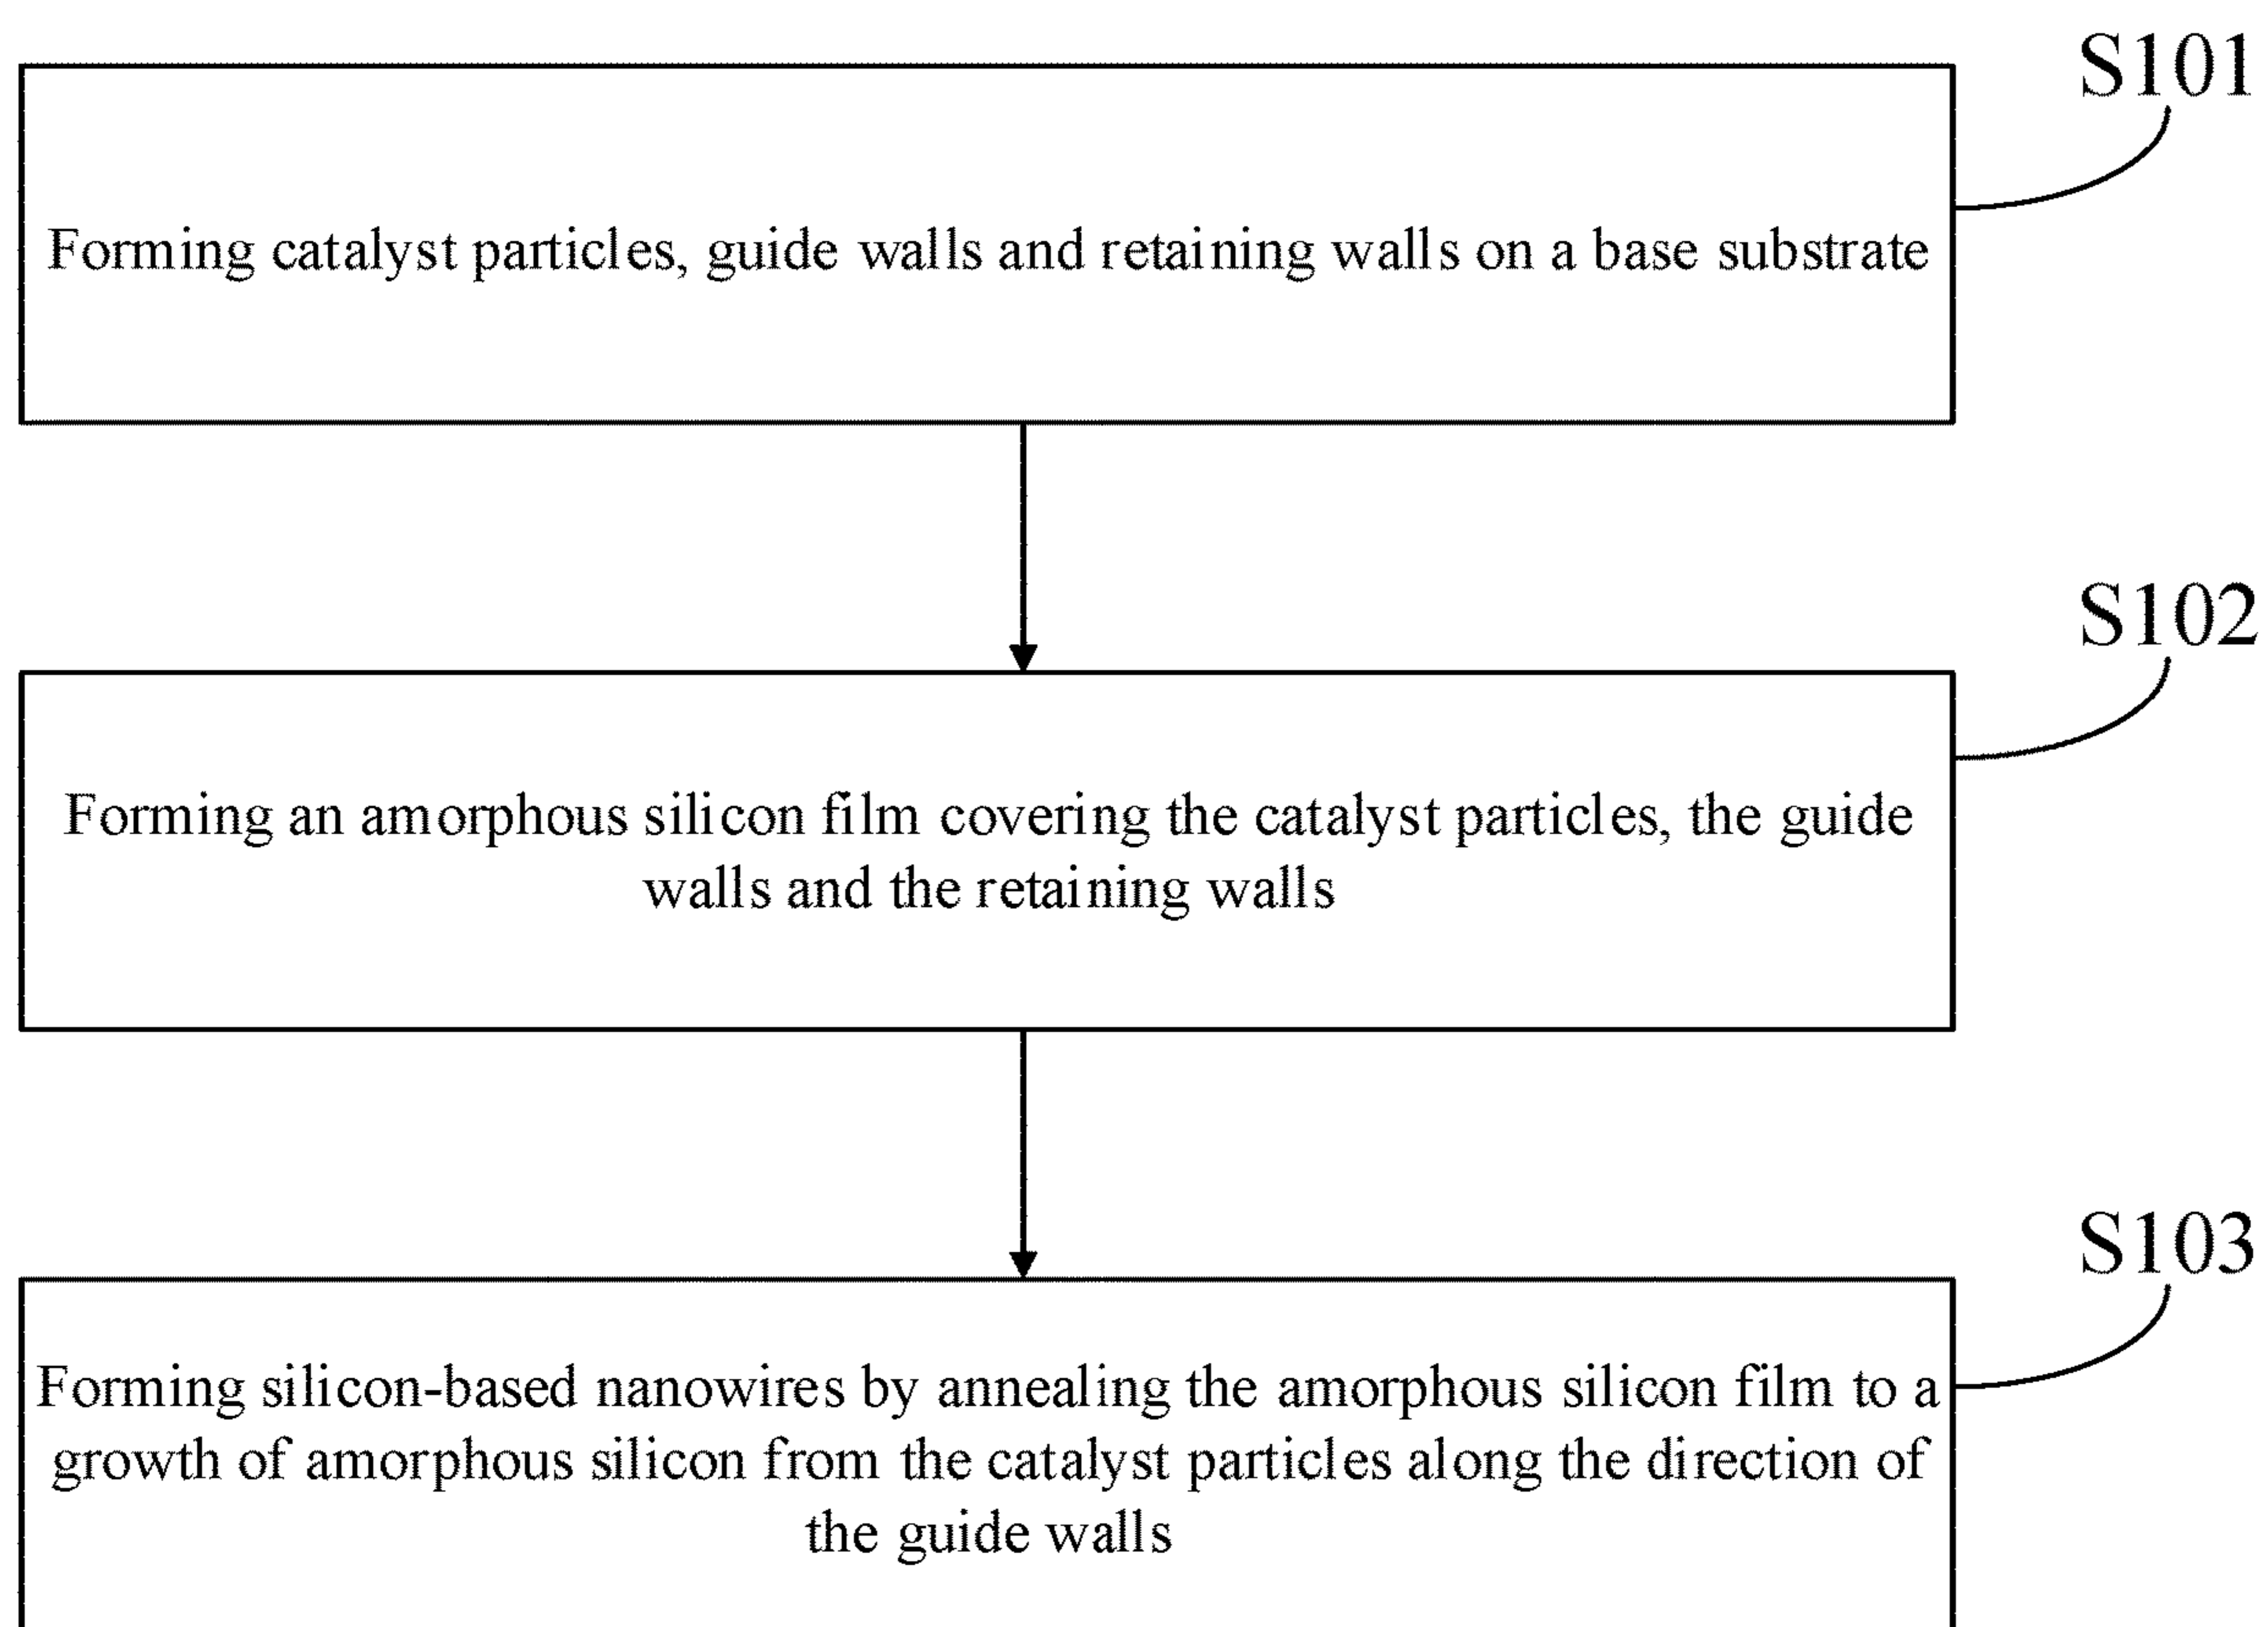 S101
Forming catalyst particles, guide walls and retaining walls on a base substrate
S102
Forming an amorphous silicon film covering the catalyst particles, the guide
walls and the retaining walls
S103
Forming silicon-based nanowires by annealing the amorphous silicon film to a
growth of amorphous silicon from the catalyst particles along the direction of
the guide walls